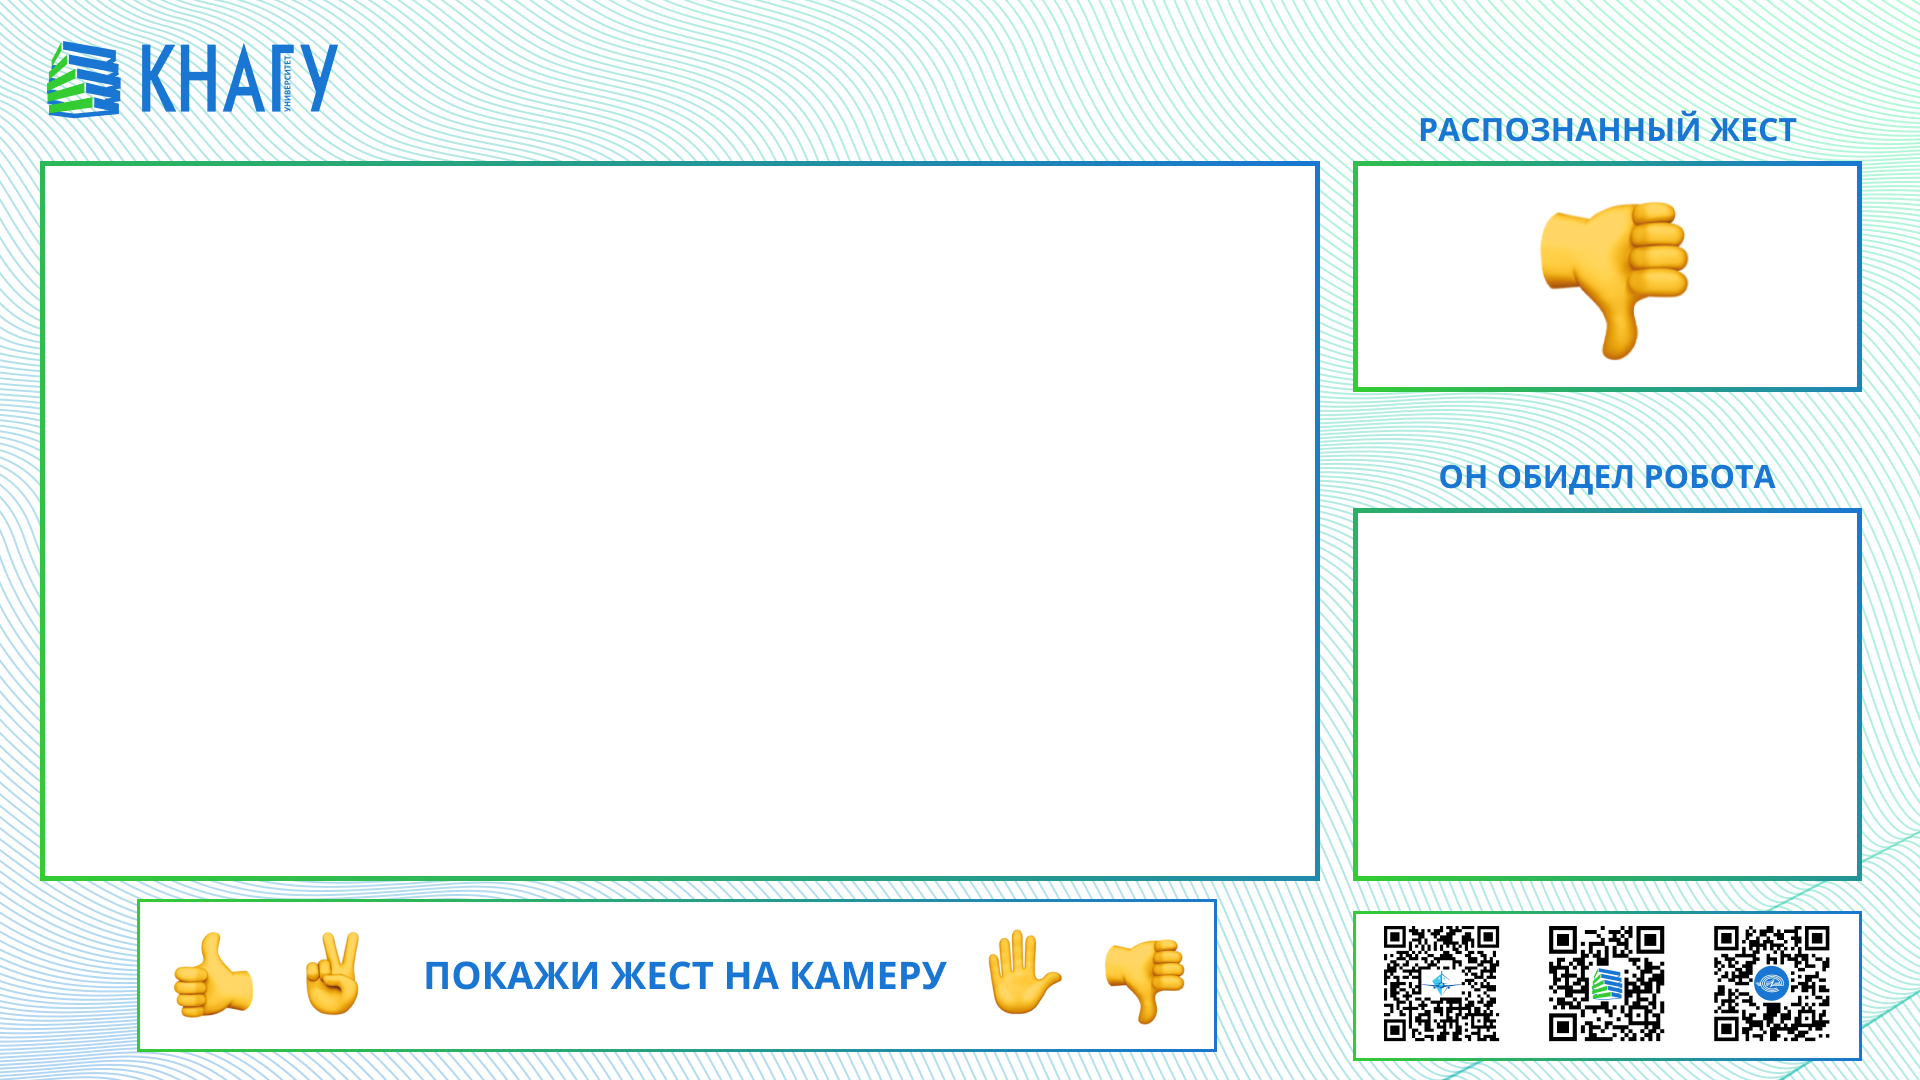 КНАГУ
УНИВЕРСИТЕТ
РАСПОЗНАННЫЙ ЖЕСТ
ОН ОБИДЕЛ РОБОТА
ПОКАЖИ ЖЕСТ НА КАМЕРУ